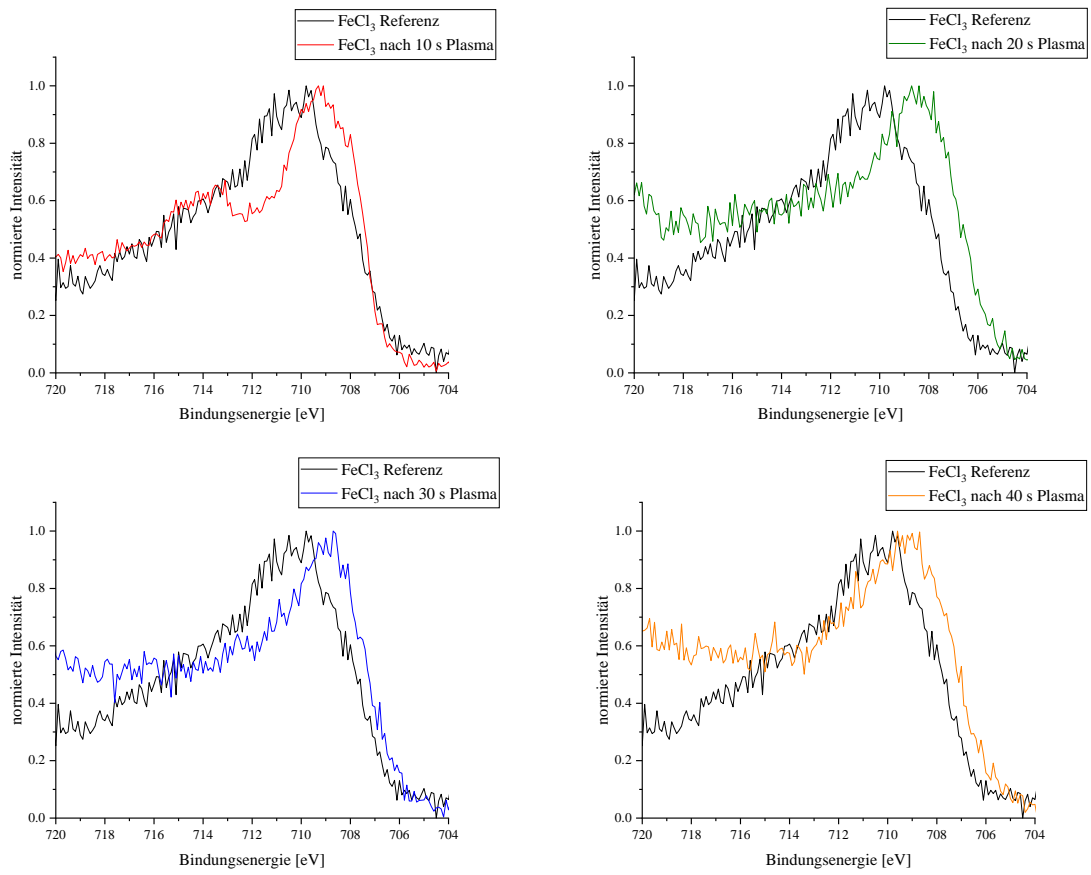 FeCl₃ Referenz
FeCl₃ nach 10 s Plasma
1.0
0.8
0.6
0.4
0.2
0.0
normierte Intensität
720 718 716 714 712 710 708 706 704
Bindungsenergie [eV]
FeCl₃ Referenz
FeCl₃ nach 20 s Plasma
1.0
0.8
0.6
0.4
0.2
0.0
normierte Intensität
720 718 716 714 712 710 708 706 704
Bindungsenergie [eV]
FeCl₃ Referenz
FeCl₃ nach 30 s Plasma
1.0
0.8
0.6
0.4
0.2
0.0
normierte Intensität
720 718 716 714 712 710 708 706 704
Bindungsenergie [eV]
FeCl₃ Referenz
FeCl₃ nach 40 s Plasma
1.0
0.8
0.6
0.4
0.2
0.0
normierte Intensität
720 718 716 714 712 710 708 706 704
Bindungsenergie [eV]